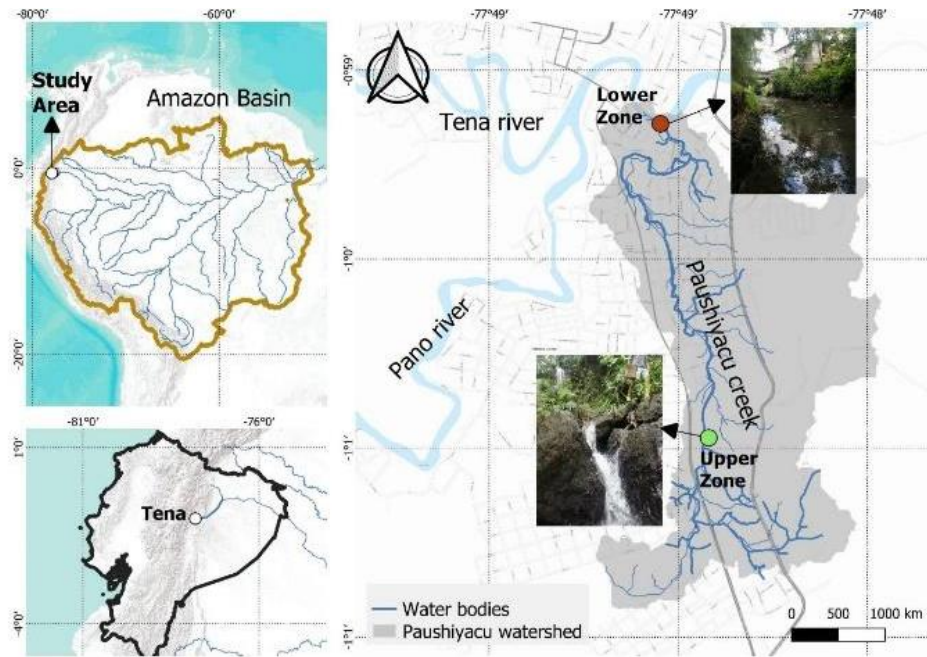 -80°0'
-60°0'
Study
Area
Amazon Basin
0°0'
-20°0'
-81°0'
-76°0'
1°0'
Tena
-4°0'
-77°49'
-77°49'
-77°48'
-0°59'
Lower
Zone
Tena river
-1°0'
Paushiyacu creek
Pano river
-1°1'
Upper
Zone
Water bodies
Paushiyacu watershed
0 500 1000 km
-1°1'